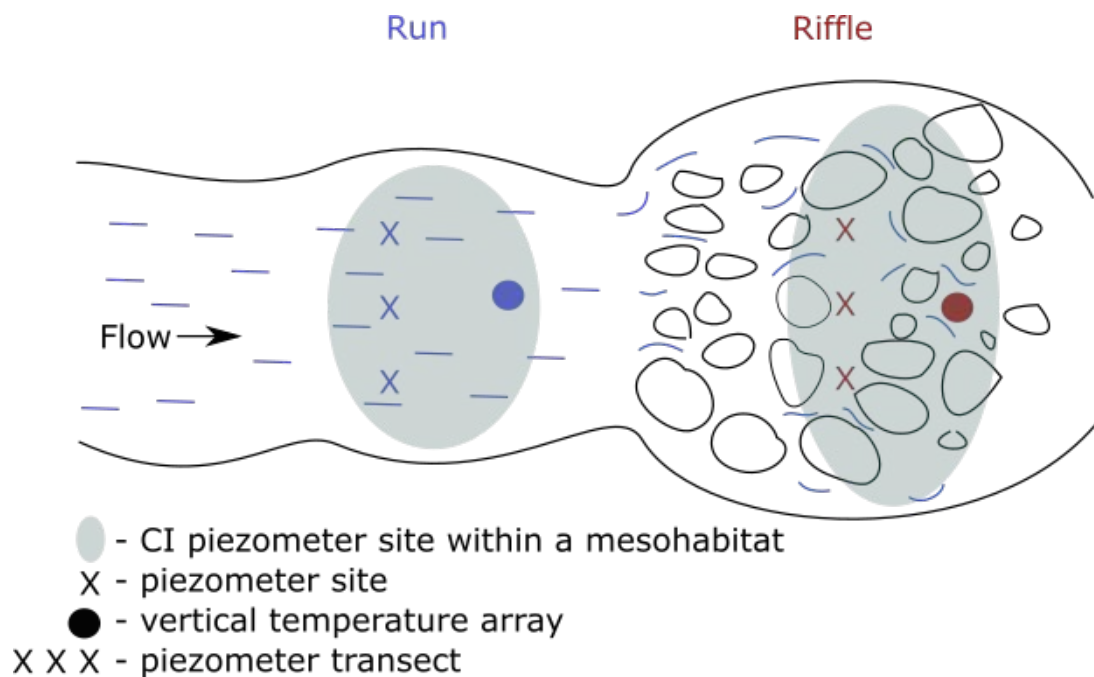 Run
Riffle
X
X
X
X
X
X
Flow
- CI piezometer site within a mesohabitat
X - piezometer site
- vertical temperature array
X X X - piezometer transect